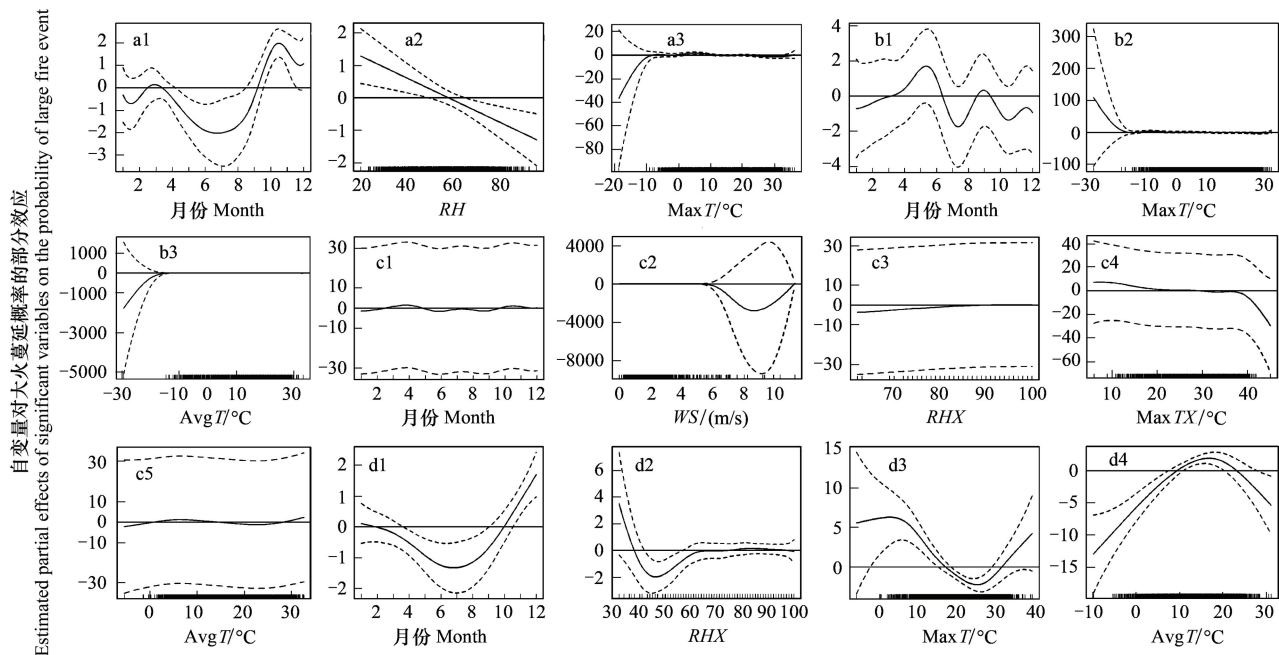 自变量对大火蔓延概率的部分效应
Estimated partial effects of significant variables on the probability of large fire event
a1
2
1
0
-1
-2
-3
2 4 6 8 10 12
月份 Month
a2
2
1
0
-1
-2
20 40 60 80
RH
a3
20
0
-20
-40
-60
-80
-20 -10 0 10 20 30
MaxT/°C
b1
4
2
0
-2
-4
2 4 6 8 10 12
月份 Month
b2
300
200
100
0
-100
-30 -10 0 10 20 30
MaxT/°C
b3
1000
0
-1000
-3000
-5000
-30 -20 -10 0 10 20 30
AvgT/°C
c1
30
10
0
-10
-30
2 4 6 8 10 12
月份 Month
c2
4000
0
-4000
-8000
0 2 4 6 8 10
WS/(m/s)
c3
30
10
0
-10
-30
70 80 90 100
RHX
c4
40
20
0
-20
-40
-60
10 20 30 40
MaxTX/°C
c5
30
10
0
-10
-30
0 10 20 30
AvgT/°C
d1
2
1
0
-1
-2
2 4 6 8 10 12
月份 Month
d2
6
4
2
0
-2
30 40 50 60 70 80 90 100
RHX
d3
15
10
5
0
0 10 20 30 40
MaxT/°C
d4
0
-5
-10
-15
-10 0 10 20 30
AvgT/°C